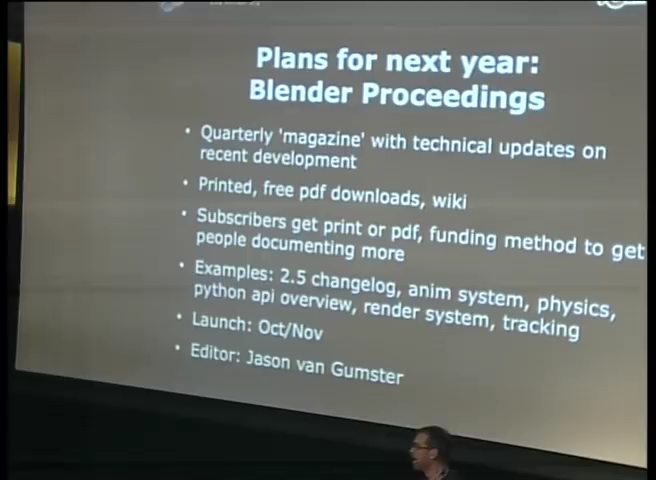 Plans for next year:
Blender Proceedings
• Quarterly 'magazine' with technical updates on
recent development
• Printed, free pdf downloads, wiki
• Subscribers get print or pdf, funding method to get
people documenting more
• Examples: 2.5 changelog, anim system, physics,
python api overview, render system, tracking
• Launch: Oct/Nov
• Editor: Jason van Gumster